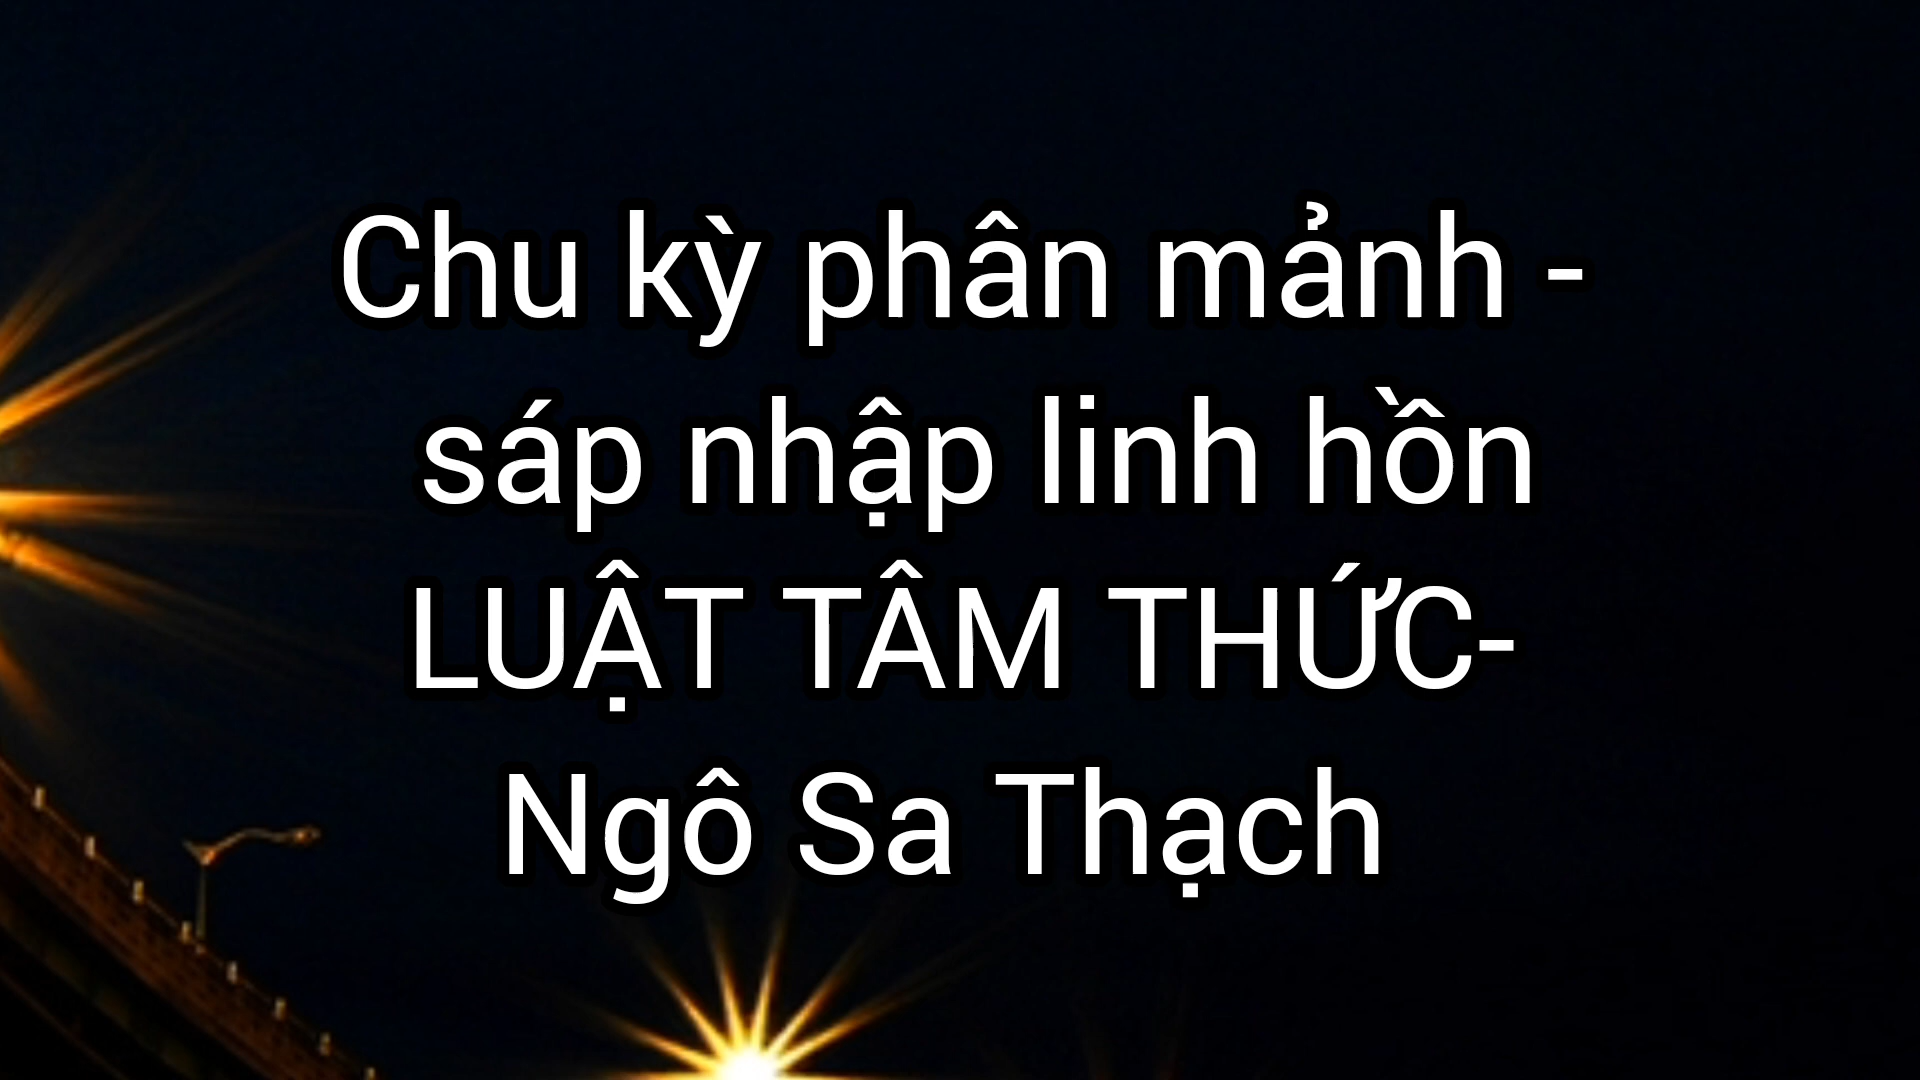 Chu kỳ phân mảnh -
sáp nhập linh hồn
LUẬT TÂM THỨC-
Ngô Sa Thạch